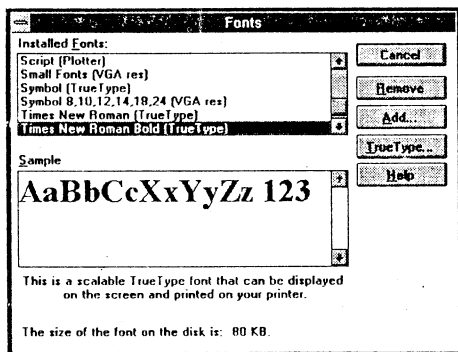 Fonts
Installed Fonts:
Script (Plotter)
Small Fonts (VGA res)
Symbol (TrueType)
Symbol 8,10,12,14,18,24 (VGA res)
Times New Roman (TrueType)
Times New Roman Bold (TrueType)
Cancel
Remove
Add...
TrueType...
Help
Sample
AaBbCcXxYyZz 123
This is a scalable TrueType font that can be displayed
on the screen and printed on your printer.
The size of the font on the disk is: 80 KB.